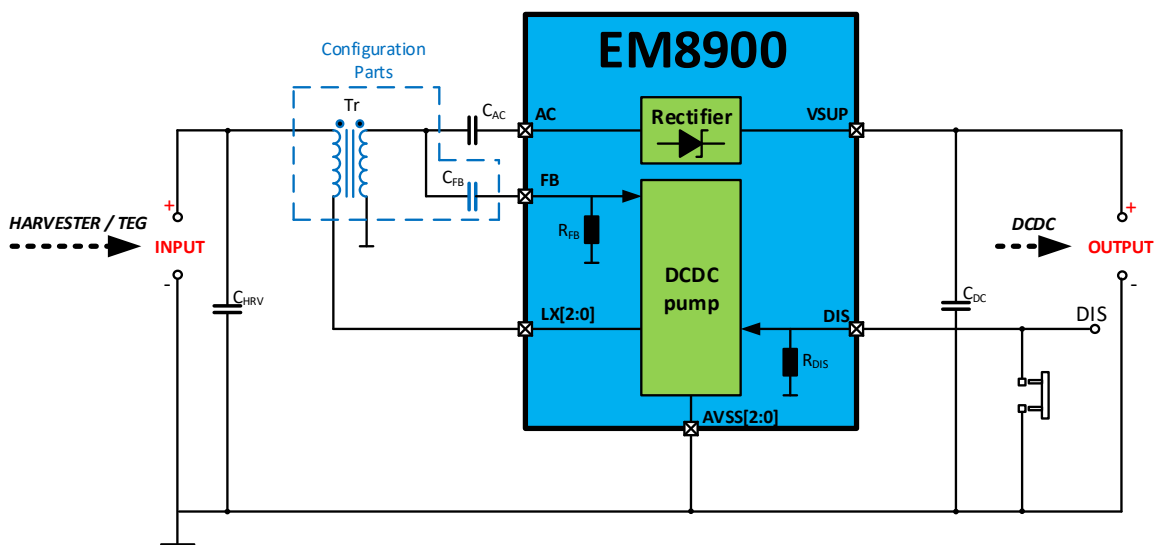 EM8900
Configuration
Parts
Tr
CAC
AC
Rectifier
VSUP
CFB
FB
HARVESTER / TEG
+
INPUT
-
RFB
DCDC
pump
DCDC
+
OUTPUT
-
CHRV
LX[2:0]
DIS
CDC
DIS
RDIS
AVSS[2:0]